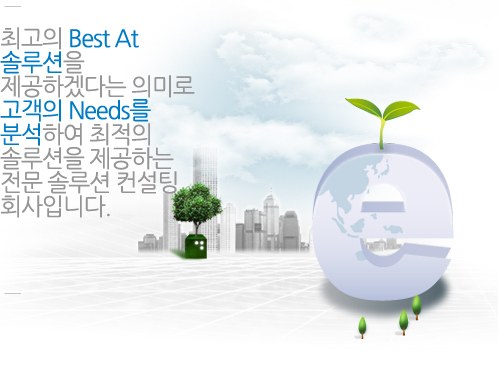 최고의 Best At
솔루션을
제공하겠다는 의미로
고객의 Needs를
분석하여 최적의
솔루션을 제공하는
전문 솔루션 컨설팅
회사입니다.
e